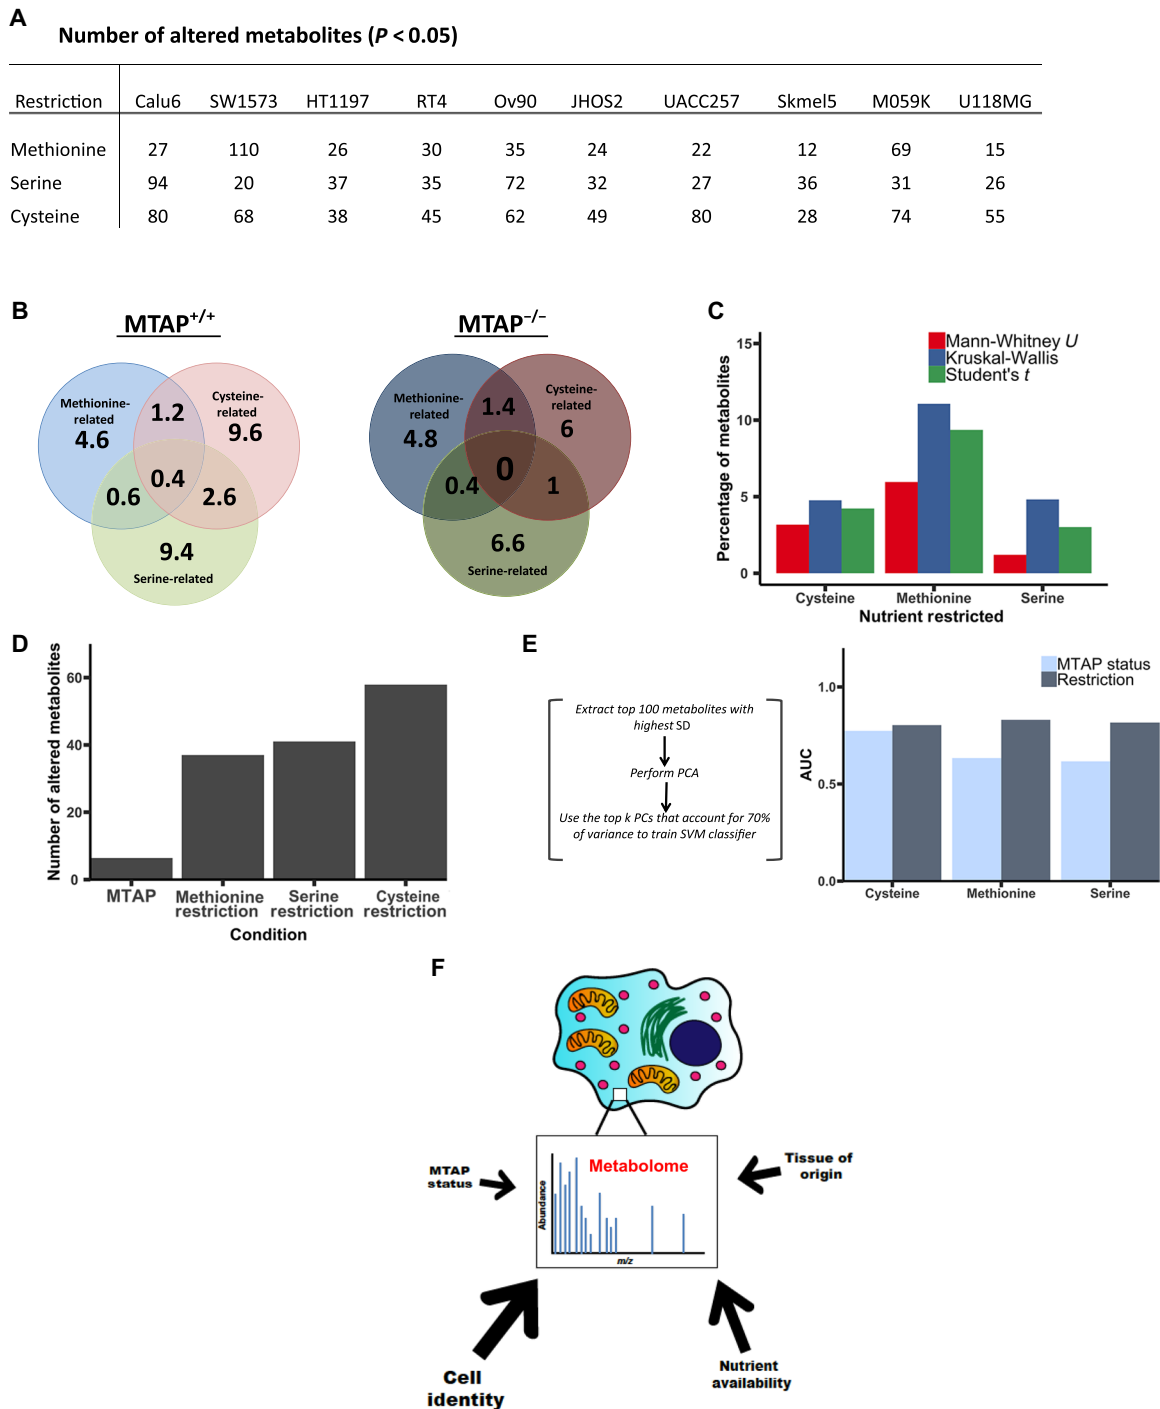 A
Number of altered metabolites (P < 0.05)
Restriction Calu6 SW1573 HT1197 RT4 Ov90 JHOS2 UACC257 Skmel5 M059K U118MG
Methionine 27 110 26 30 35 24 22 12 69 15
Serine 94 20 37 35 72 32 27 36 31 26
Cysteine 80 68 38 45 62 49 80 28 74 55
B
MTAP+/+
Methionine-
related
4.6
1.2
Cysteine-
related
9.6
0.4
0.6
2.6
9.4
Serine-related
MTAP−/−
Methionine-
related
4.8
1.4
Cysteine-
related
6
0
0.4
1
6.6
Serine-related
C
Mann-Whitney U
Kruskal-Wallis
Student's t
Percentage of metabolites
15
10
5
0
Cysteine Methionine Serine
Nutrient restricted
D
Number of altered metabolites
60
40
20
0
MTAP Methionine restriction Serine restriction Cysteine restriction
Condition
E
Extract top 100 metabolites with
highest SD
Perform PCA
Use the top k PCs that account for 70%
of variance to train SVM classifier
MTAP status
Restriction
AUC
1.0
0.5
0.0
Cysteine Methionine Serine
F
Metabolome
Abundance
m/z
MTAP
status
Tissue of
origin
Cell
identity
Nutrient
availability